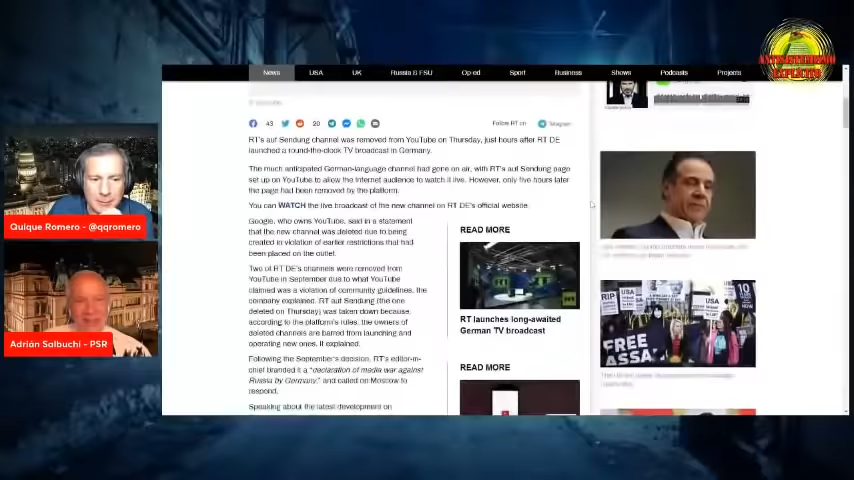 News USA UK Russia & FSU Op-ed Sport Business Shows Podcasts Projects
ANTISISTEMISMO
EXPLÍCITO
43 20 Follow RT on Telegram
RT's auf Sendung channel was removed from YouTube on Thursday, just hours after RT DE
launched a round-the-clock TV broadcast in Germany.
The much anticipated German-language channel had gone on air, with RT's auf Sendung page
set up on YouTube to allow the Internet audience to watch it live. However, only five hours later
the page had been removed by the platform.
You can WATCH the live broadcast of the new channel on RT DE's official website.
Google, who owns YouTube, said in a statement
that the new channel was deleted due to being
created in violation of earlier restrictions that had
been placed on the outlet.
Two of RT DE's channels were removed from
YouTube in September due to what YouTube
claimed was a violation of community guidelines, the
company explained. RT auf Sendung (the one
deleted on Thursday) was taken down because,
according to the platform's rules, the owners of
deleted channels are barred from launching and
operating new ones, it explained.
Following the September's decision, RT's editor-in-
chief branded it a "declaration of media war against
Russia by Germany," and called on Moscow to
respond.
Speaking about the latest development on
READ MORE
RT
RT launches long-awaited
German TV broadcast
READ MORE
RIP
USA
USA
10
FREE
ASSA
Quique Romero - @qqromero
Adrián Salbuchi - PSR